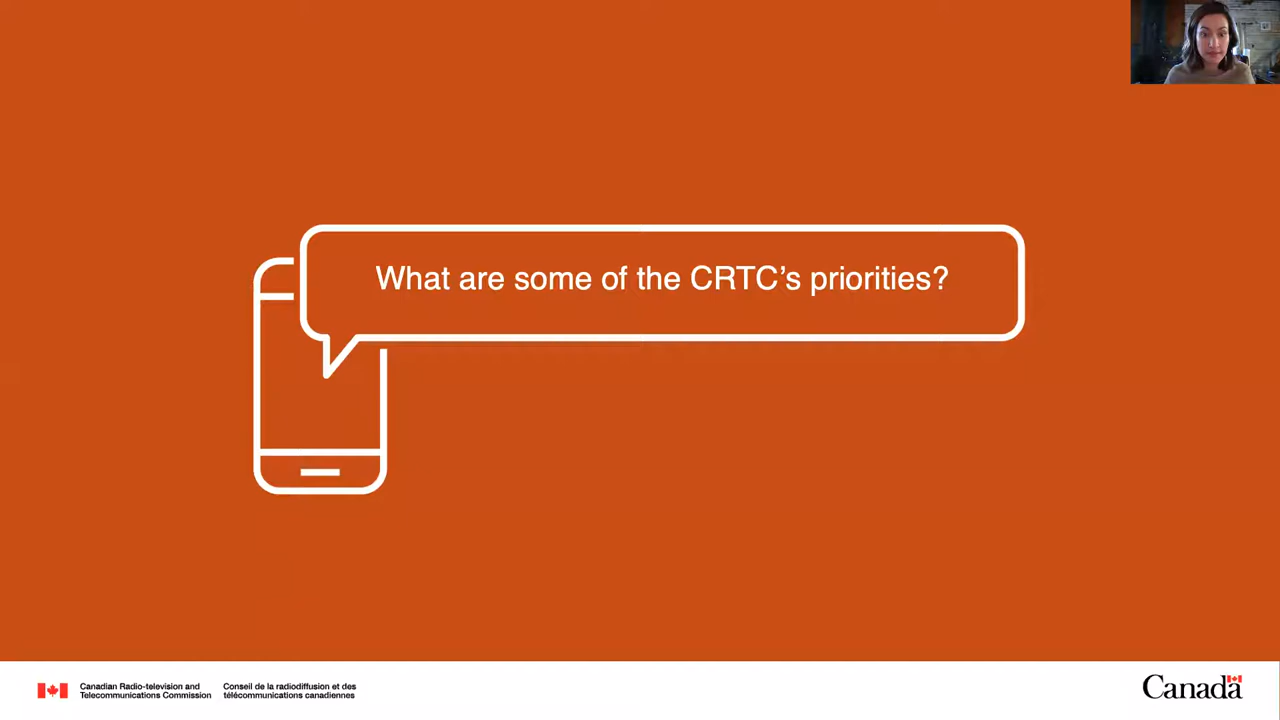 What are some of the CRTC’s priorities?
Canadian Radio-television and
Telecommunications Commission
Conseil de la radiodiffusion et des
télécommunications canadiennes
Canada